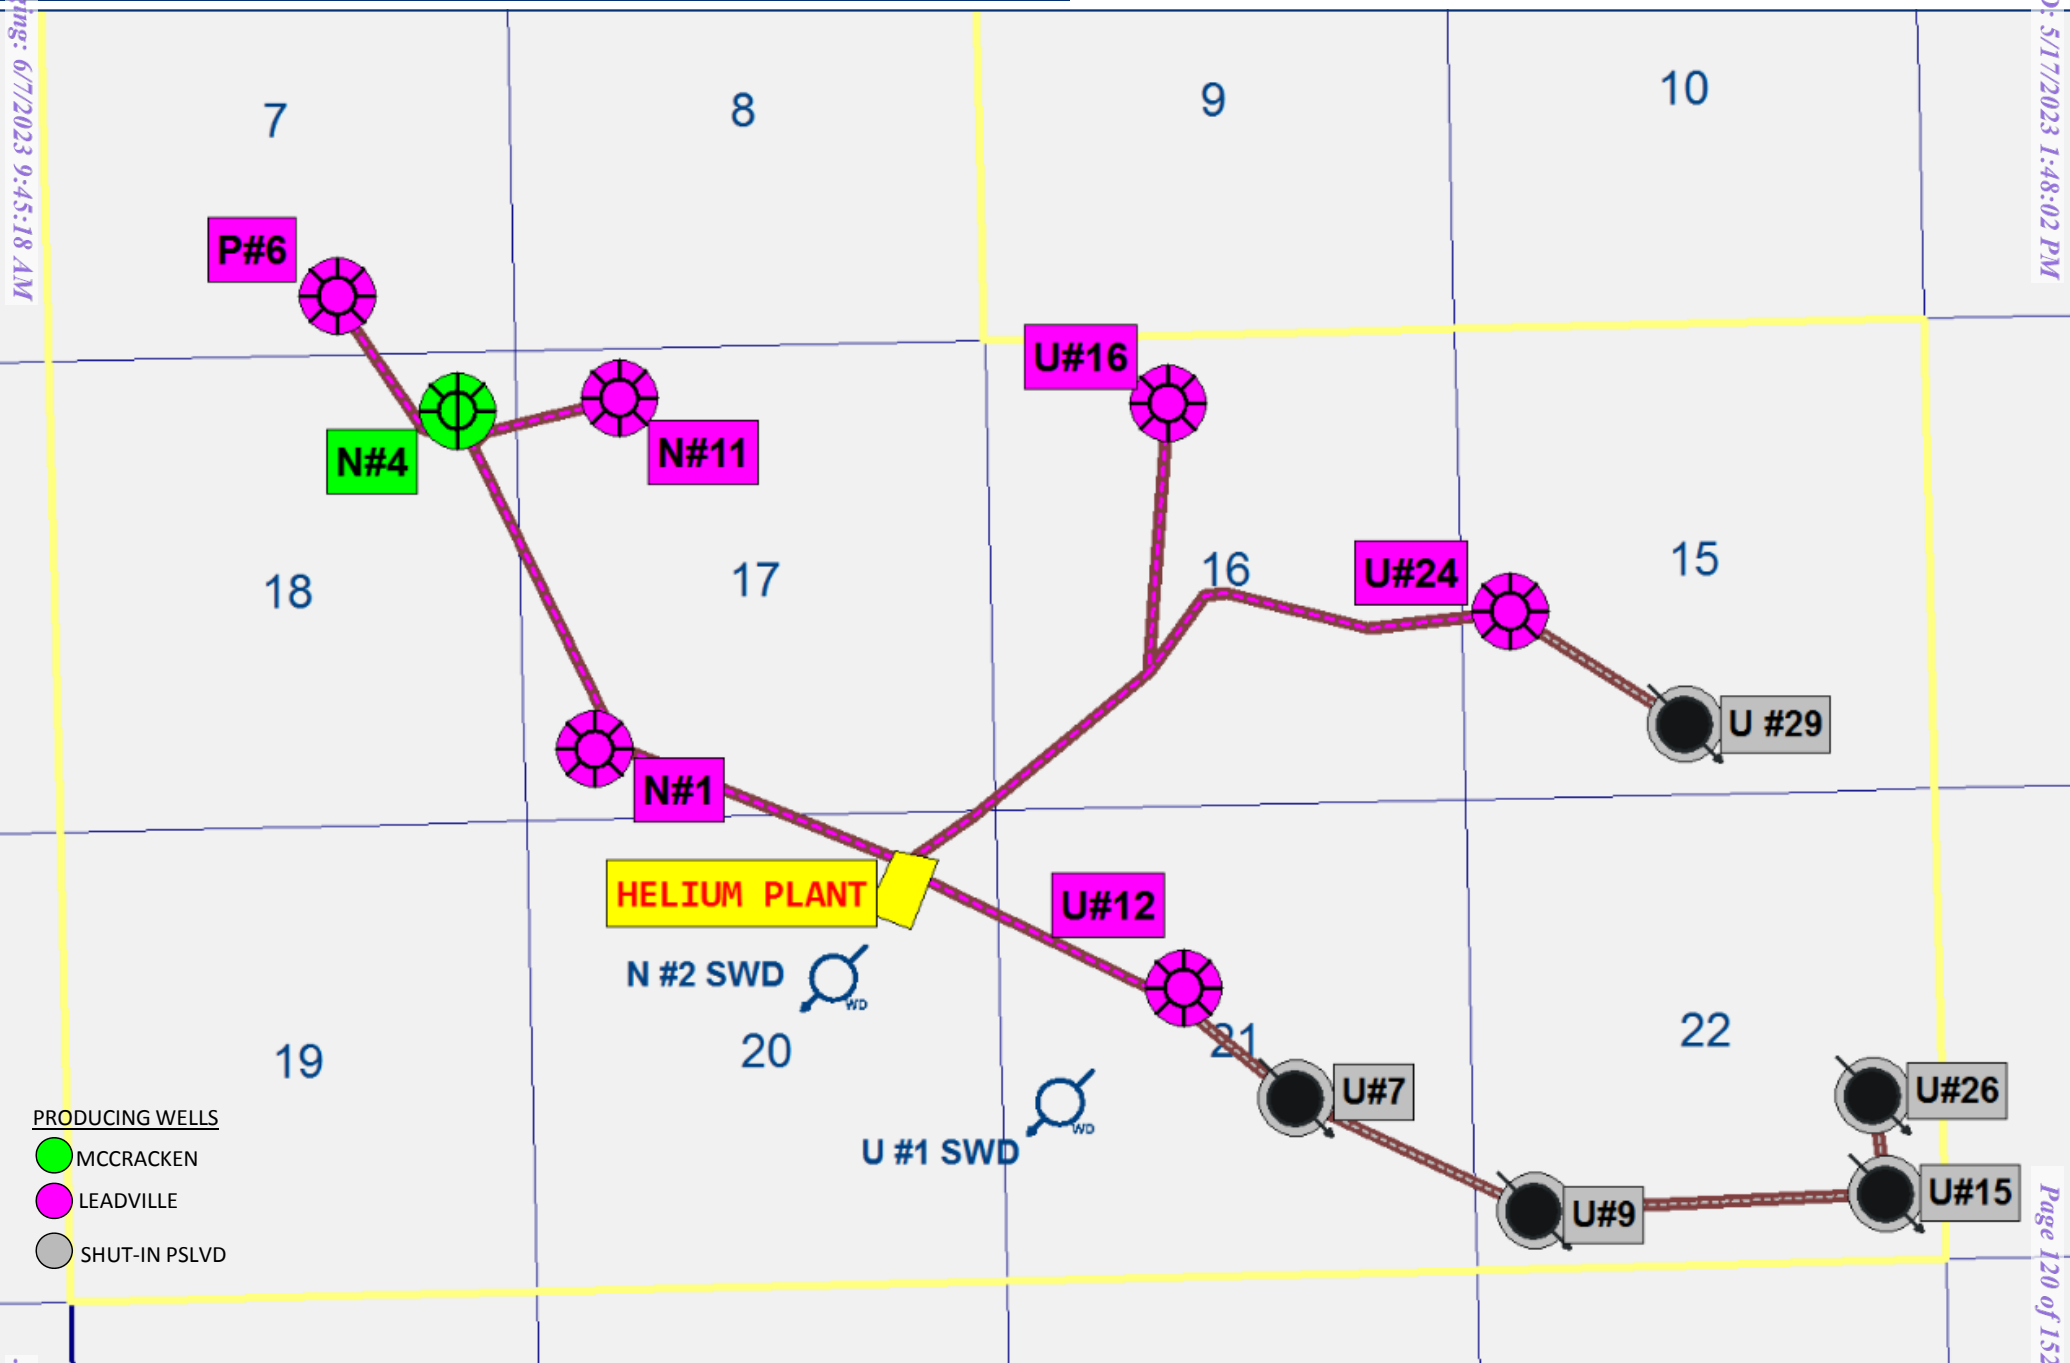 ging: 6/7/2023 9:45:18 AM
D: 5/17/2023 1:48:02 PM
7
8
9
10
P#6
U#16
N#4
N#11
18
17
16
U#24
15
U #29
N#1
HELIUM PLANT
U#12
N #2 SWD
WD
19
20
21
22
U#7
U#26
U #1 SWD
WD
U#9
U#15
PRODUCING WELLS
MCCRACKEN
LEADVILLE
SHUT-IN PSLVD
Page 120 of 152